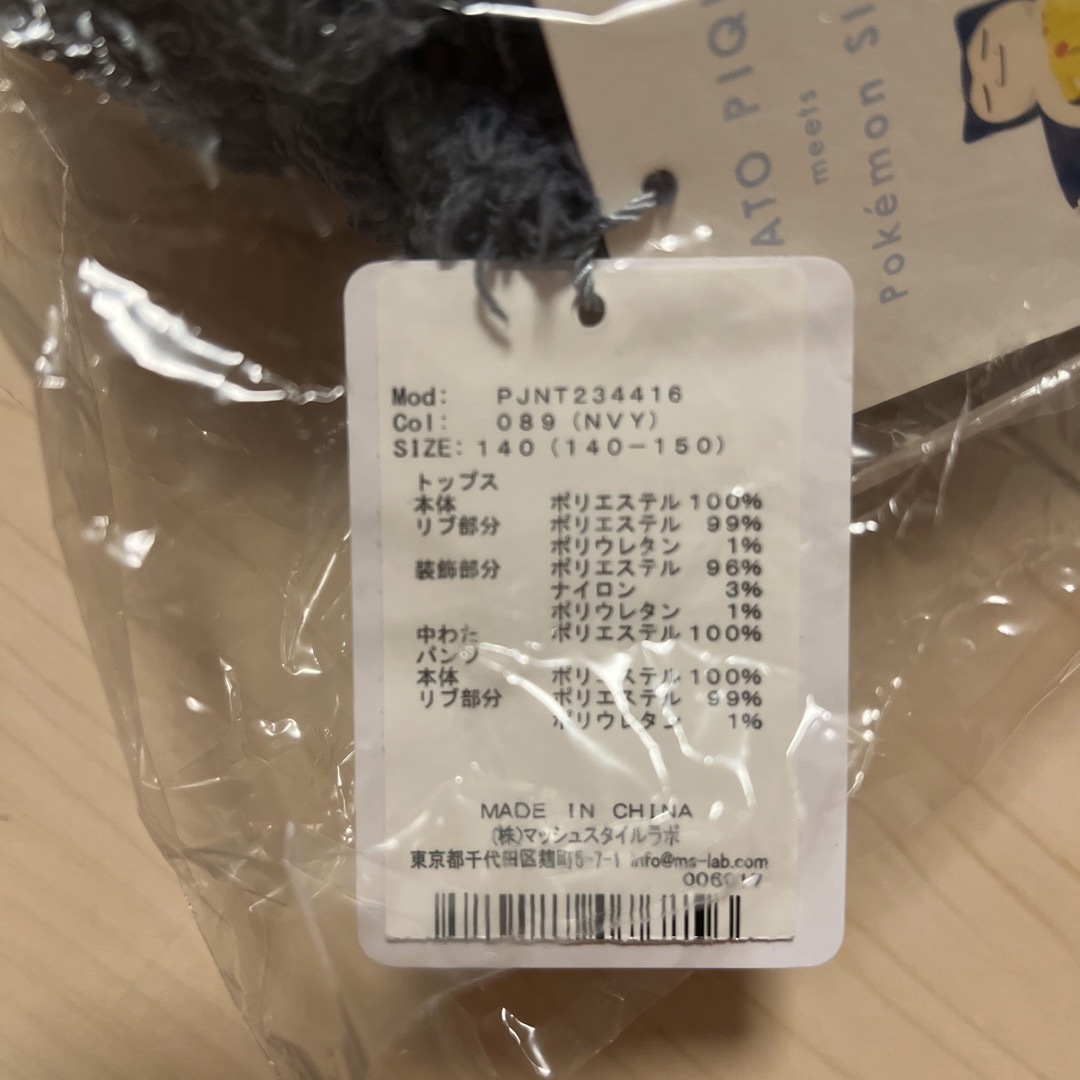 ATO PIQ
meets
Pokémon Sl
Mod: PJNT234416
Col: 089 (NVY)
SIZE: 140 (140-150)
トップス
本体 ポリエステル 100%
リブ部分 ポリエステル 99%
ポリウレタン 1%
装飾部分 ポリエステル 96%
ナイロン 3%
ポリウレタン 1%
中わた ポリエステル 100%
パンツ
本体 ポリエステル 100%
リブ部分 ポリエステル 99%
ポリウレタン 1%
MADE IN CHINA
(株)マッシュスタイルラボ
東京都千代田区麹町5-7-1 info@ms-lab.com